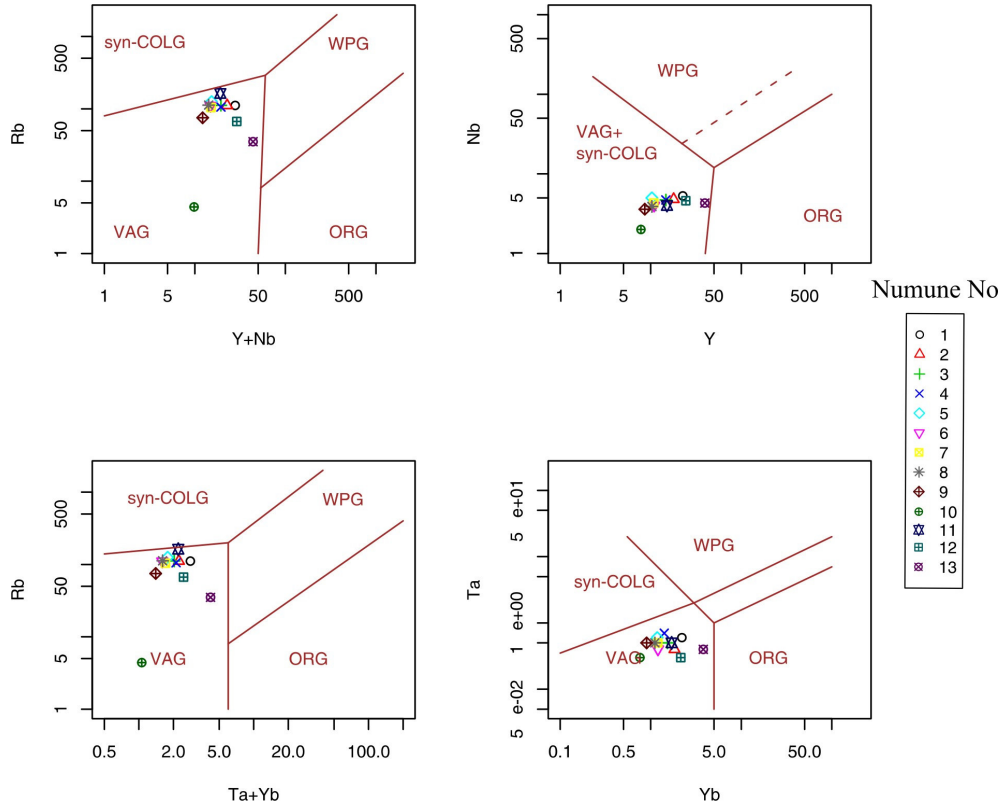 syn-COLG
WPG
VAG
ORG
Rb
500
50
5
1
1
5
50
500
Y+Nb
WPG
VAG+
syn-COLG
ORG
Nb
500
50
5
1
1
5
50
500
Y
Numune No
1
2
3
4
5
6
7
8
9
10
11
12
13
syn-COLG
WPG
VAG
ORG
Rb
500
50
5
1
0.5
2.0
5.0
20.0
100.0
Ta+Yb
WPG
syn-COLG
VAG
ORG
Ta
e+01
5
e+00
1
e-02
5
0.1
0.5
5.0
50.0
Yb